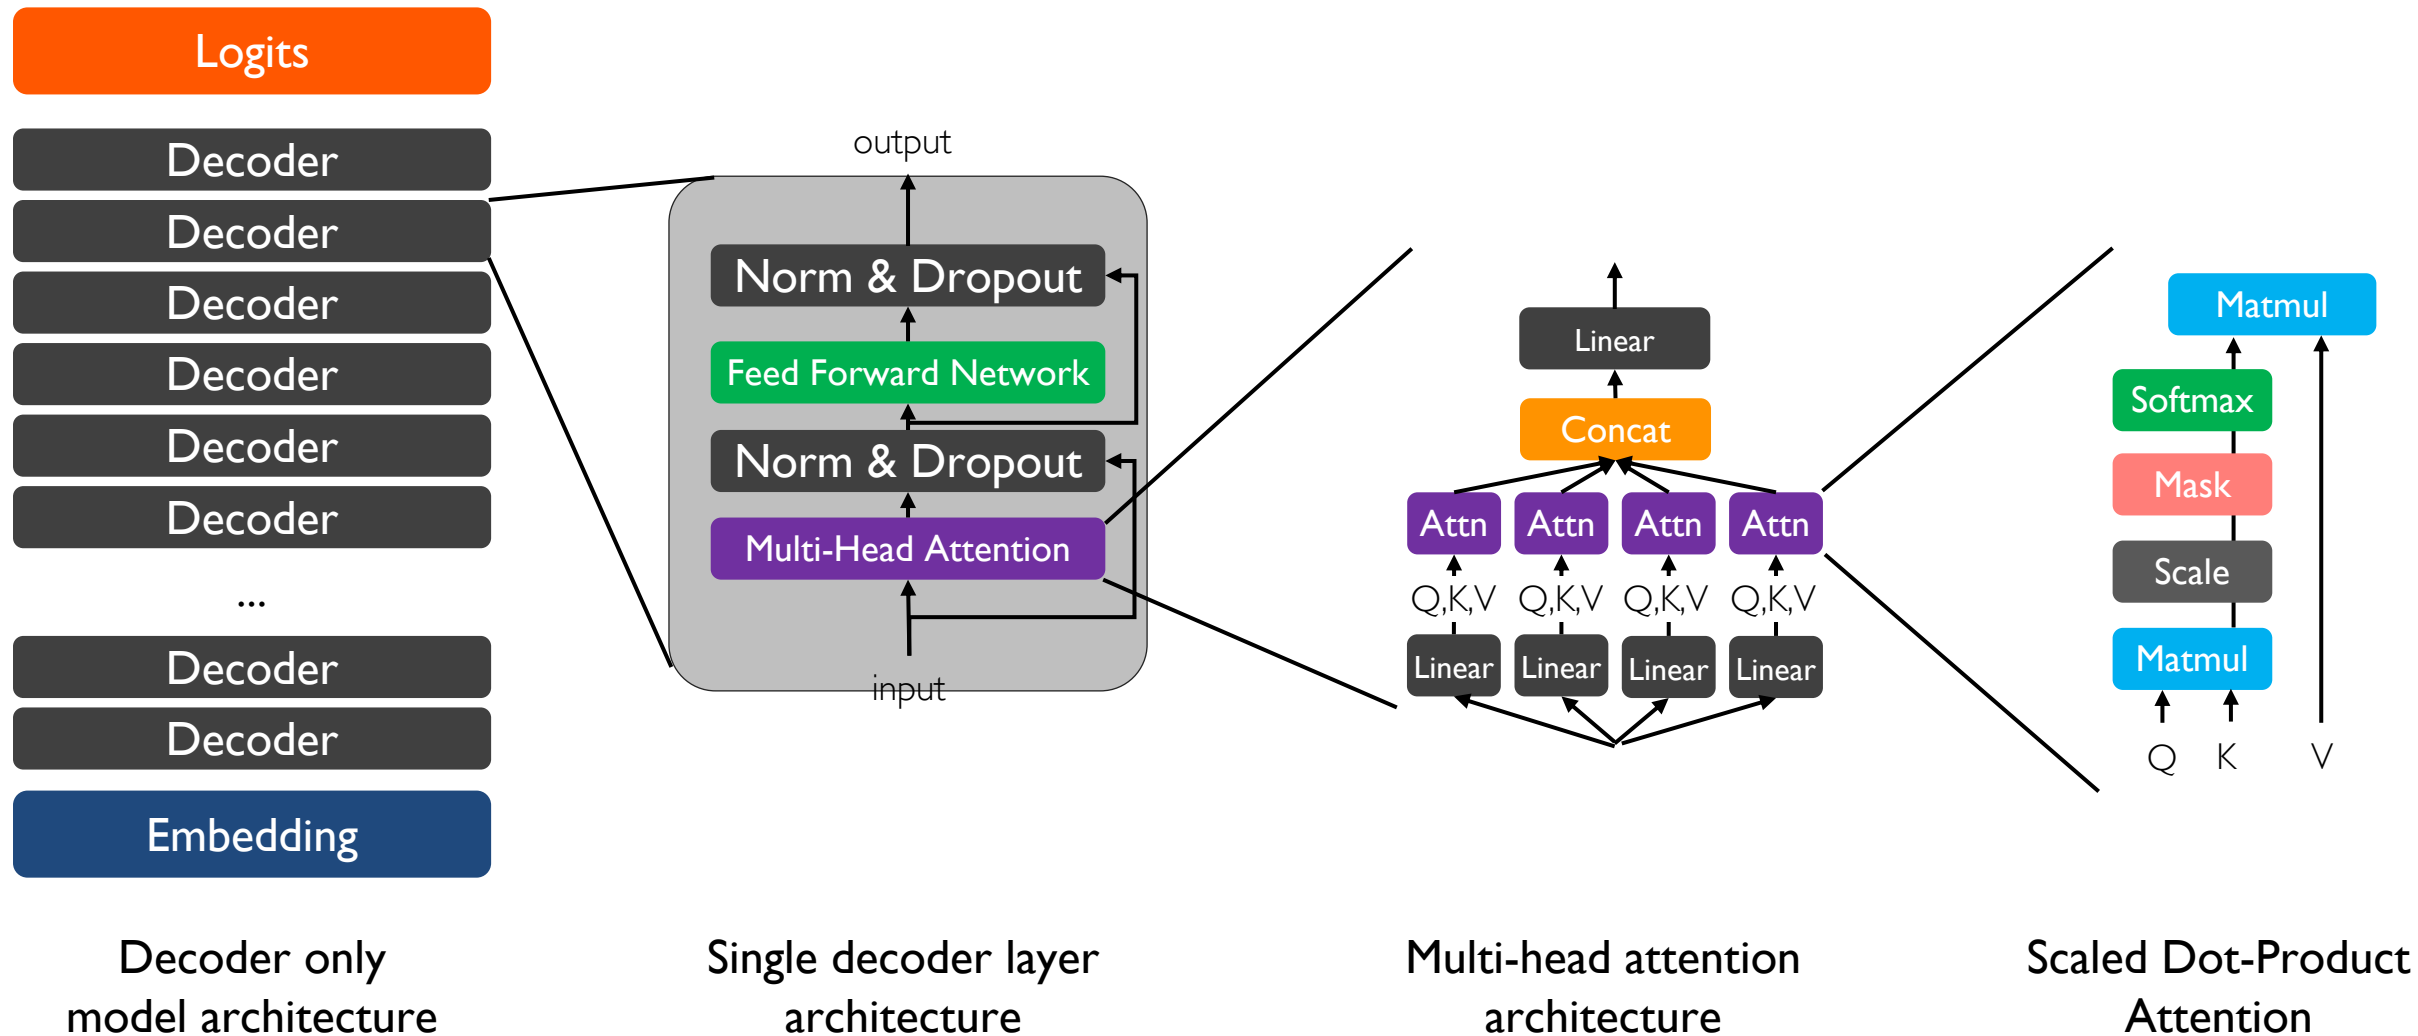 Logits
Decoder
Decoder
Decoder
Decoder
Decoder
Decoder
...
Decoder
Decoder
Embedding
Decoder only
model architecture
output
Norm & Dropout
Feed Forward Network
Norm & Dropout
Multi-Head Attention
input
Single decoder layer
architecture
Linear
Concat
Attn Attn Attn Attn
Q,K,V Q,K,V Q,K,V Q,K,V
Linear Linear Linear Linear
Multi-head attention
architecture
Matmul
Softmax
Mask
Scale
Matmul
Q K V
Scaled Dot-Product
Attention